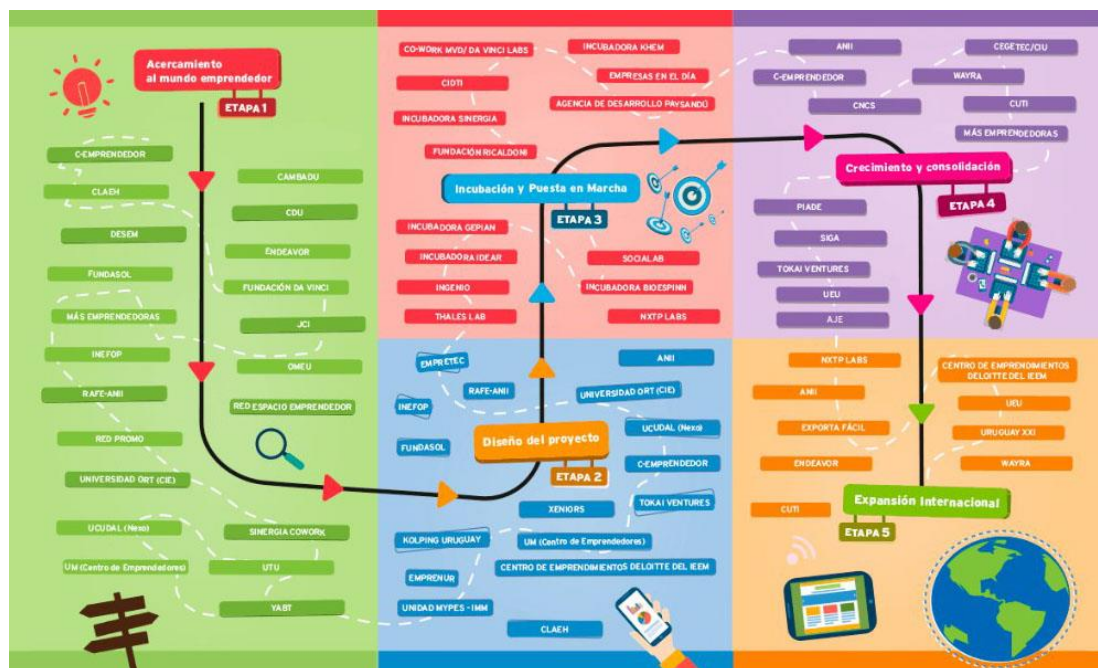 Acercamiento
al mundo emprendedor
ETAPA 1
C-EMPRENDEDOR
CLAEH
DESEM
FUNDASOL
MÁS EMPRENDEDORAS
INEFOP
RAFE-ANII
RED PROMO
UNIVERSIDAD ORT (CIE)
UCUDAL (Nexo)
UM (Centro de Emprendedores)
CAMBADU
CDU
ENDEAVOR
FUNDACIÓN DA VINCI
JCI
OMEU
RED ESPACIO EMPRENDEDOR
SINERGIA COWORK
UTU
YABT
CO-WORK MVD/ DA VINCI LABS
CIDTI
INCUBADORA SINERGIA
FUNDACIÓN RICALDONI
INCUBADORA KHEM
EMPRESAS EN EL DÍA
AGENCIA DE DESARROLLO PAYSANDÚ
Incubación y Puesta en Marcha
ETAPA 3
INCUBADORA GEPIAN
INCUBADORA IDEAR
INGENIO
THALES LAB
SOCIALAB
INCUBADORA BIOESPINN
NXTP LABS
EMPRETEC
INEFOP
FUNDASOL
RAFE-ANII
ANII
UNIVERSIDAD ORT (CIE)
UCUDAL (Nexo)
C-EMPRENDEDOR
TOKAI VENTURES
Diseño del proyecto
ETAPA 2
XENIORS
KOLPING URUGUAY
UM (Centro de Emprendedores)
EMPRENUR
CENTRO DE EMPRENDIMIENTOS DELOITTE DEL IEEM
UNIDAD MYPES - IMM
CLAEH
ANII
C-EMPRENDEDOR
CNCS
CEGETEC/CIU
WAYRA
CUTI
MÁS EMPRENDEDORAS
Crecimiento y consolidación
ETAPA 4
PIADE
SIGA
TOKAI VENTURES
UEU
AJE
NXTP LABS
ANII
EXPORTA FÁCIL
ENDEAVOR
CUTI
CENTRO DE EMPRENDIMIENTOS
DELOITTE DEL IEEM
UEU
URUGUAY XXI
WAYRA
Expansión Internacional
ETAPA 5